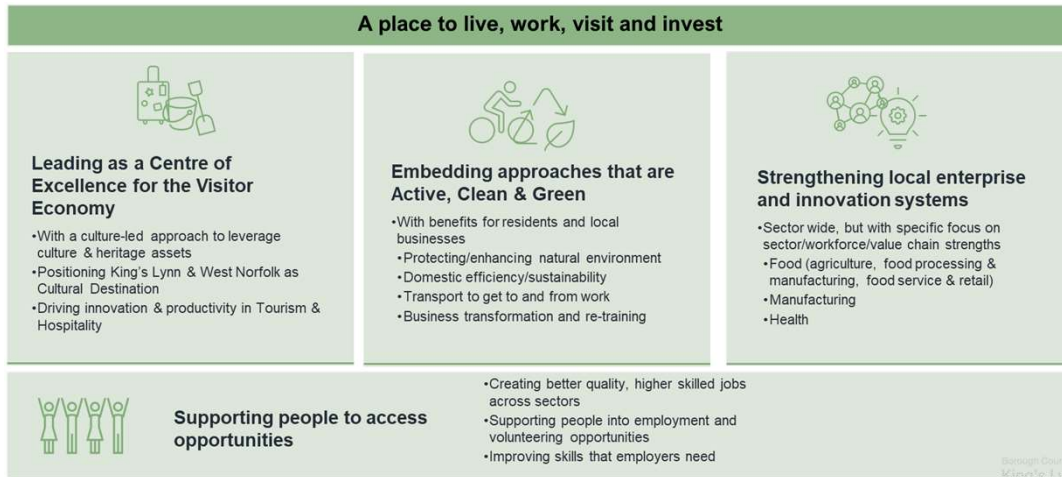 A place to live, work, visit and invest
Leading as a Centre of
Excellence for the Visitor
Economy
•With a culture-led approach to leverage
culture & heritage assets
•Positioning King's Lynn & West Norfolk as
Cultural Destination
•Driving innovation & productivity in Tourism &
Hospitality
Embedding approaches that are
Active, Clean & Green
•With benefits for residents and local
businesses
•Protecting/enhancing natural environment
•Domestic efficiency/sustainability
•Transport to get to and from work
•Business transformation and re-training
Strengthening local enterprise
and innovation systems
•Sector wide, but with specific focus on
sector/workforce/value chain strengths
•Food (agriculture, food processing &
manufacturing, food service & retail)
•Manufacturing
•Health
Supporting people to access
opportunities
•Creating better quality, higher skilled jobs
across sectors
•Supporting people into employment and
volunteering opportunities
•Improving skills that employers need
Borough
King's